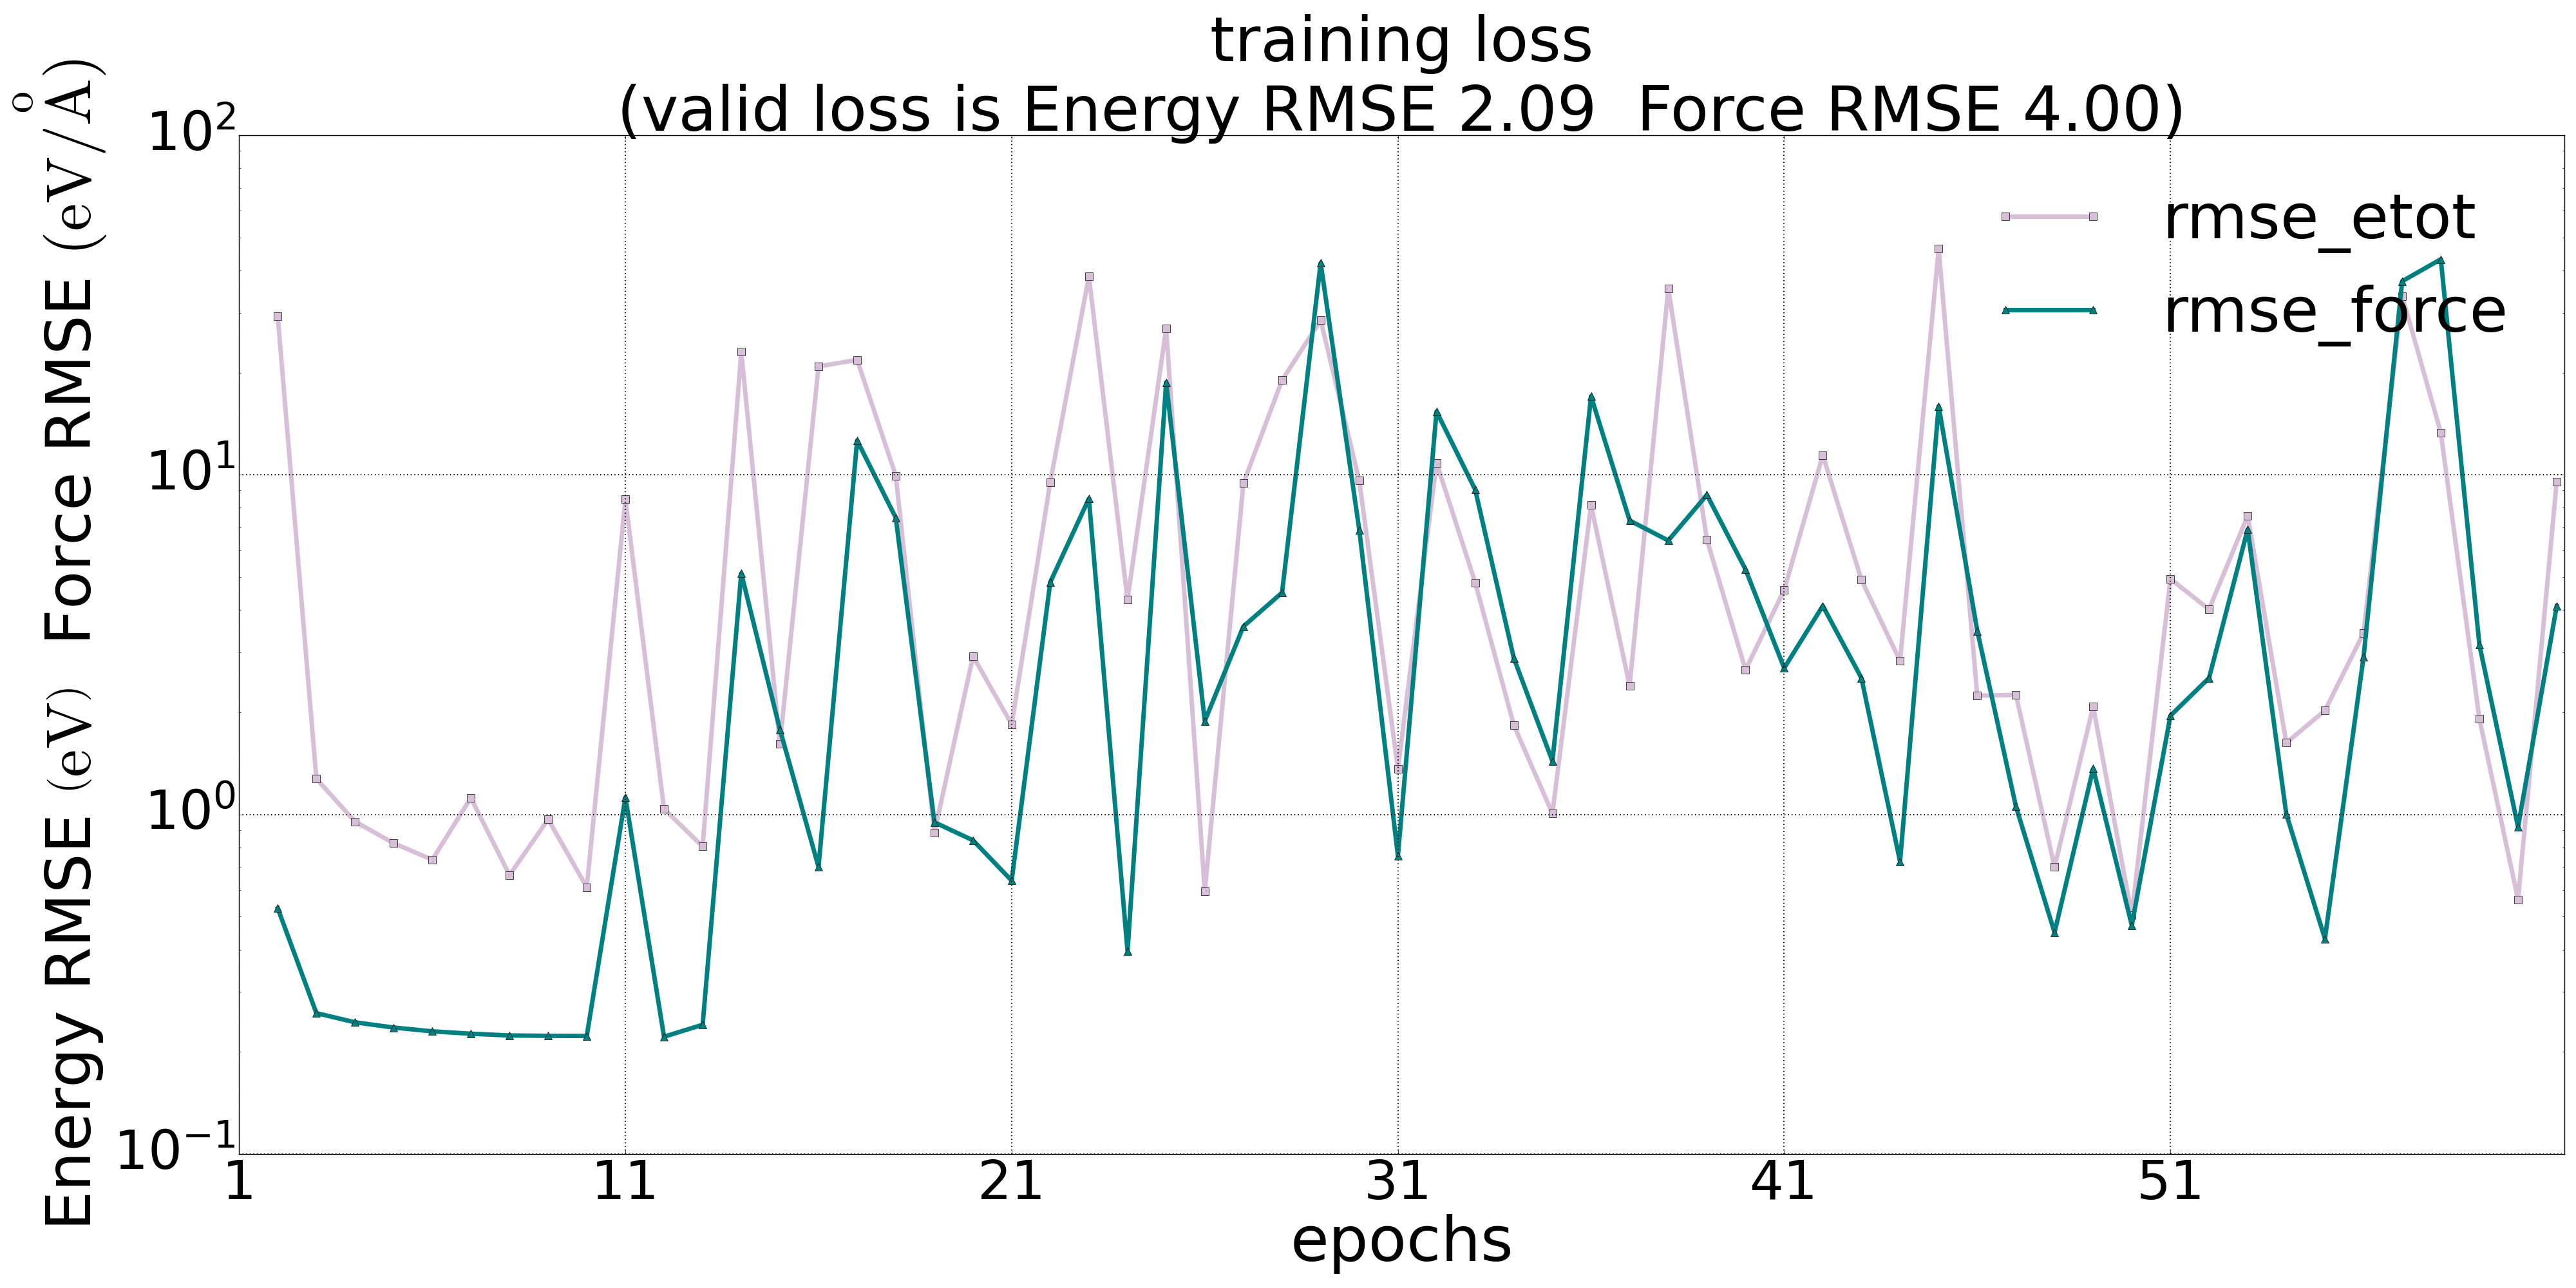 training loss
(valid loss is Energy RMSE 2.09  Force RMSE 4.00)
Energy RMSE (eV)  Force RMSE (eV/Å)
10²
10¹
10⁰
10⁻¹
rmse_etot
rmse_force
1 11 21 31 41 51
epochs